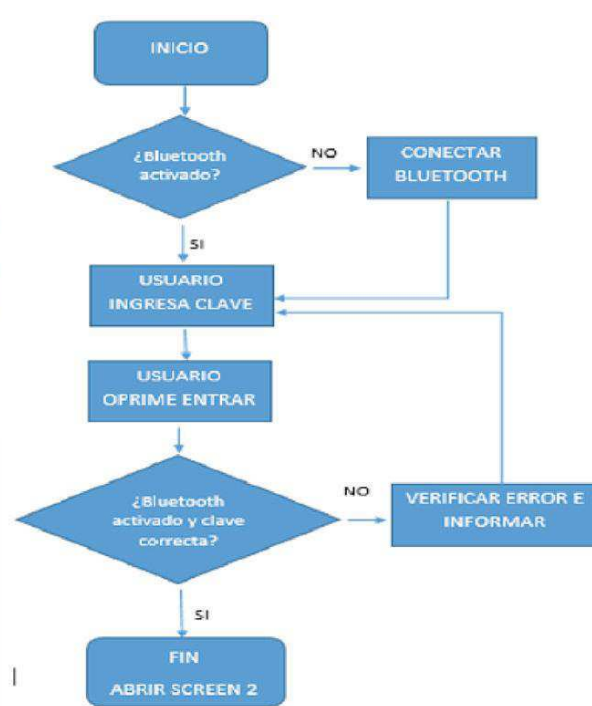 INICIO
¿Bluetooth
activado?
NO
CONECTAR
BLUETOOTH
SI
USUARIO
INGRESA CLAVE
USUARIO
OPRIME ENTRAR
¿Bluetooth
activado y clave
correcta?
NO
VERIFICAR ERROR E
INFORMAR
SI
FIN
ABRIR SCREEN 2